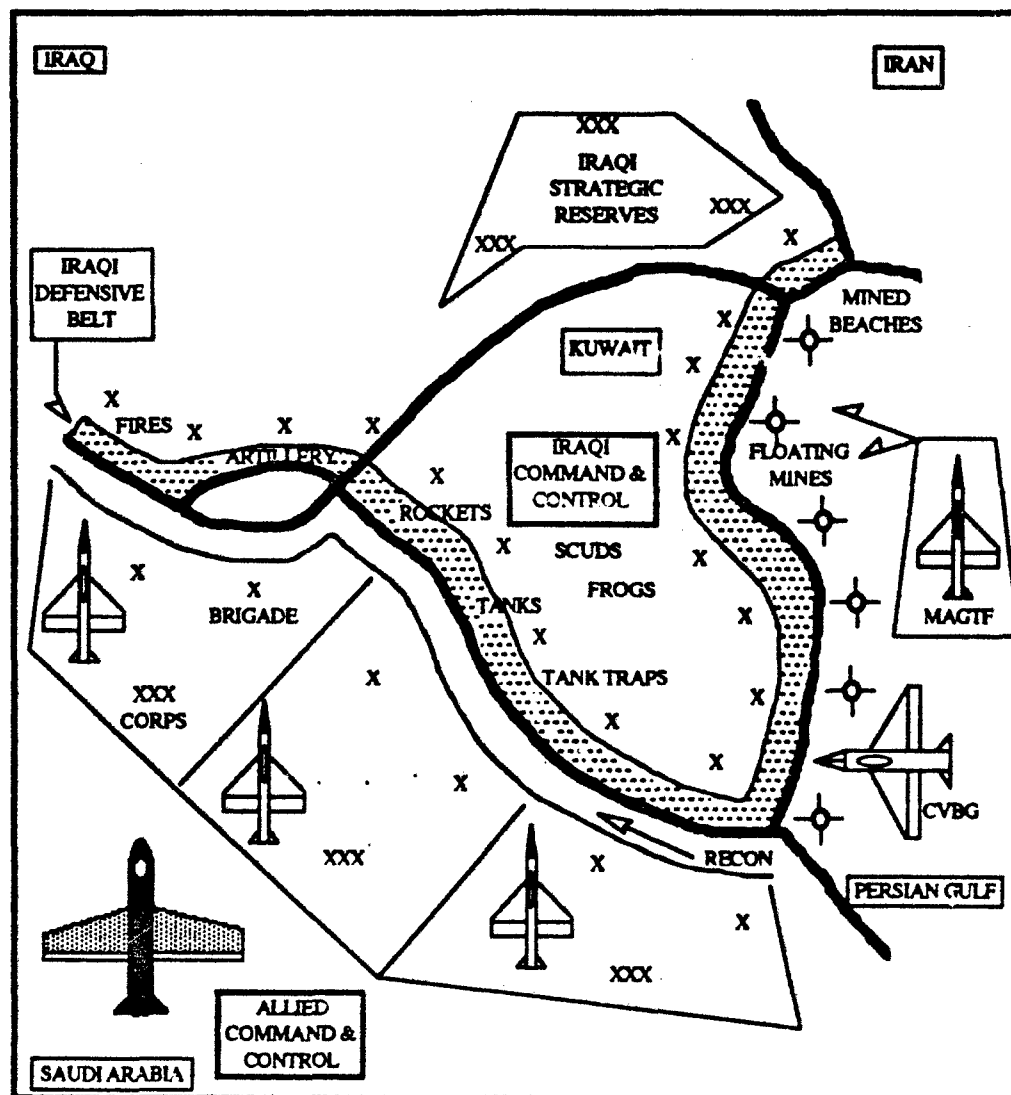 IRAQ
IRAN
XXX
IRAQI
STRATEGIC
RESERVES
XXX
XXX
X
IRAQI
DEFENSIVE
BELT
MINED
BEACHES
X
KUWAIT
X
X
FIRES
X
X
X
X
ARTILLERY
IRAQI
COMMAND &
CONTROL
FLOATING
MINES
X
ROCKETS
X
SCUDS
X
FROGS
X
X
BRIGADE
TANKS
X
MAGTF
X
TANK TRAPS
X
XXX
CORPS
X
X
X
X
CVBG
XXX
X
RECON
PERSIAN GULF
X
XXX
ALLIED
COMMAND &
CONTROL
SAUDI ARABIA